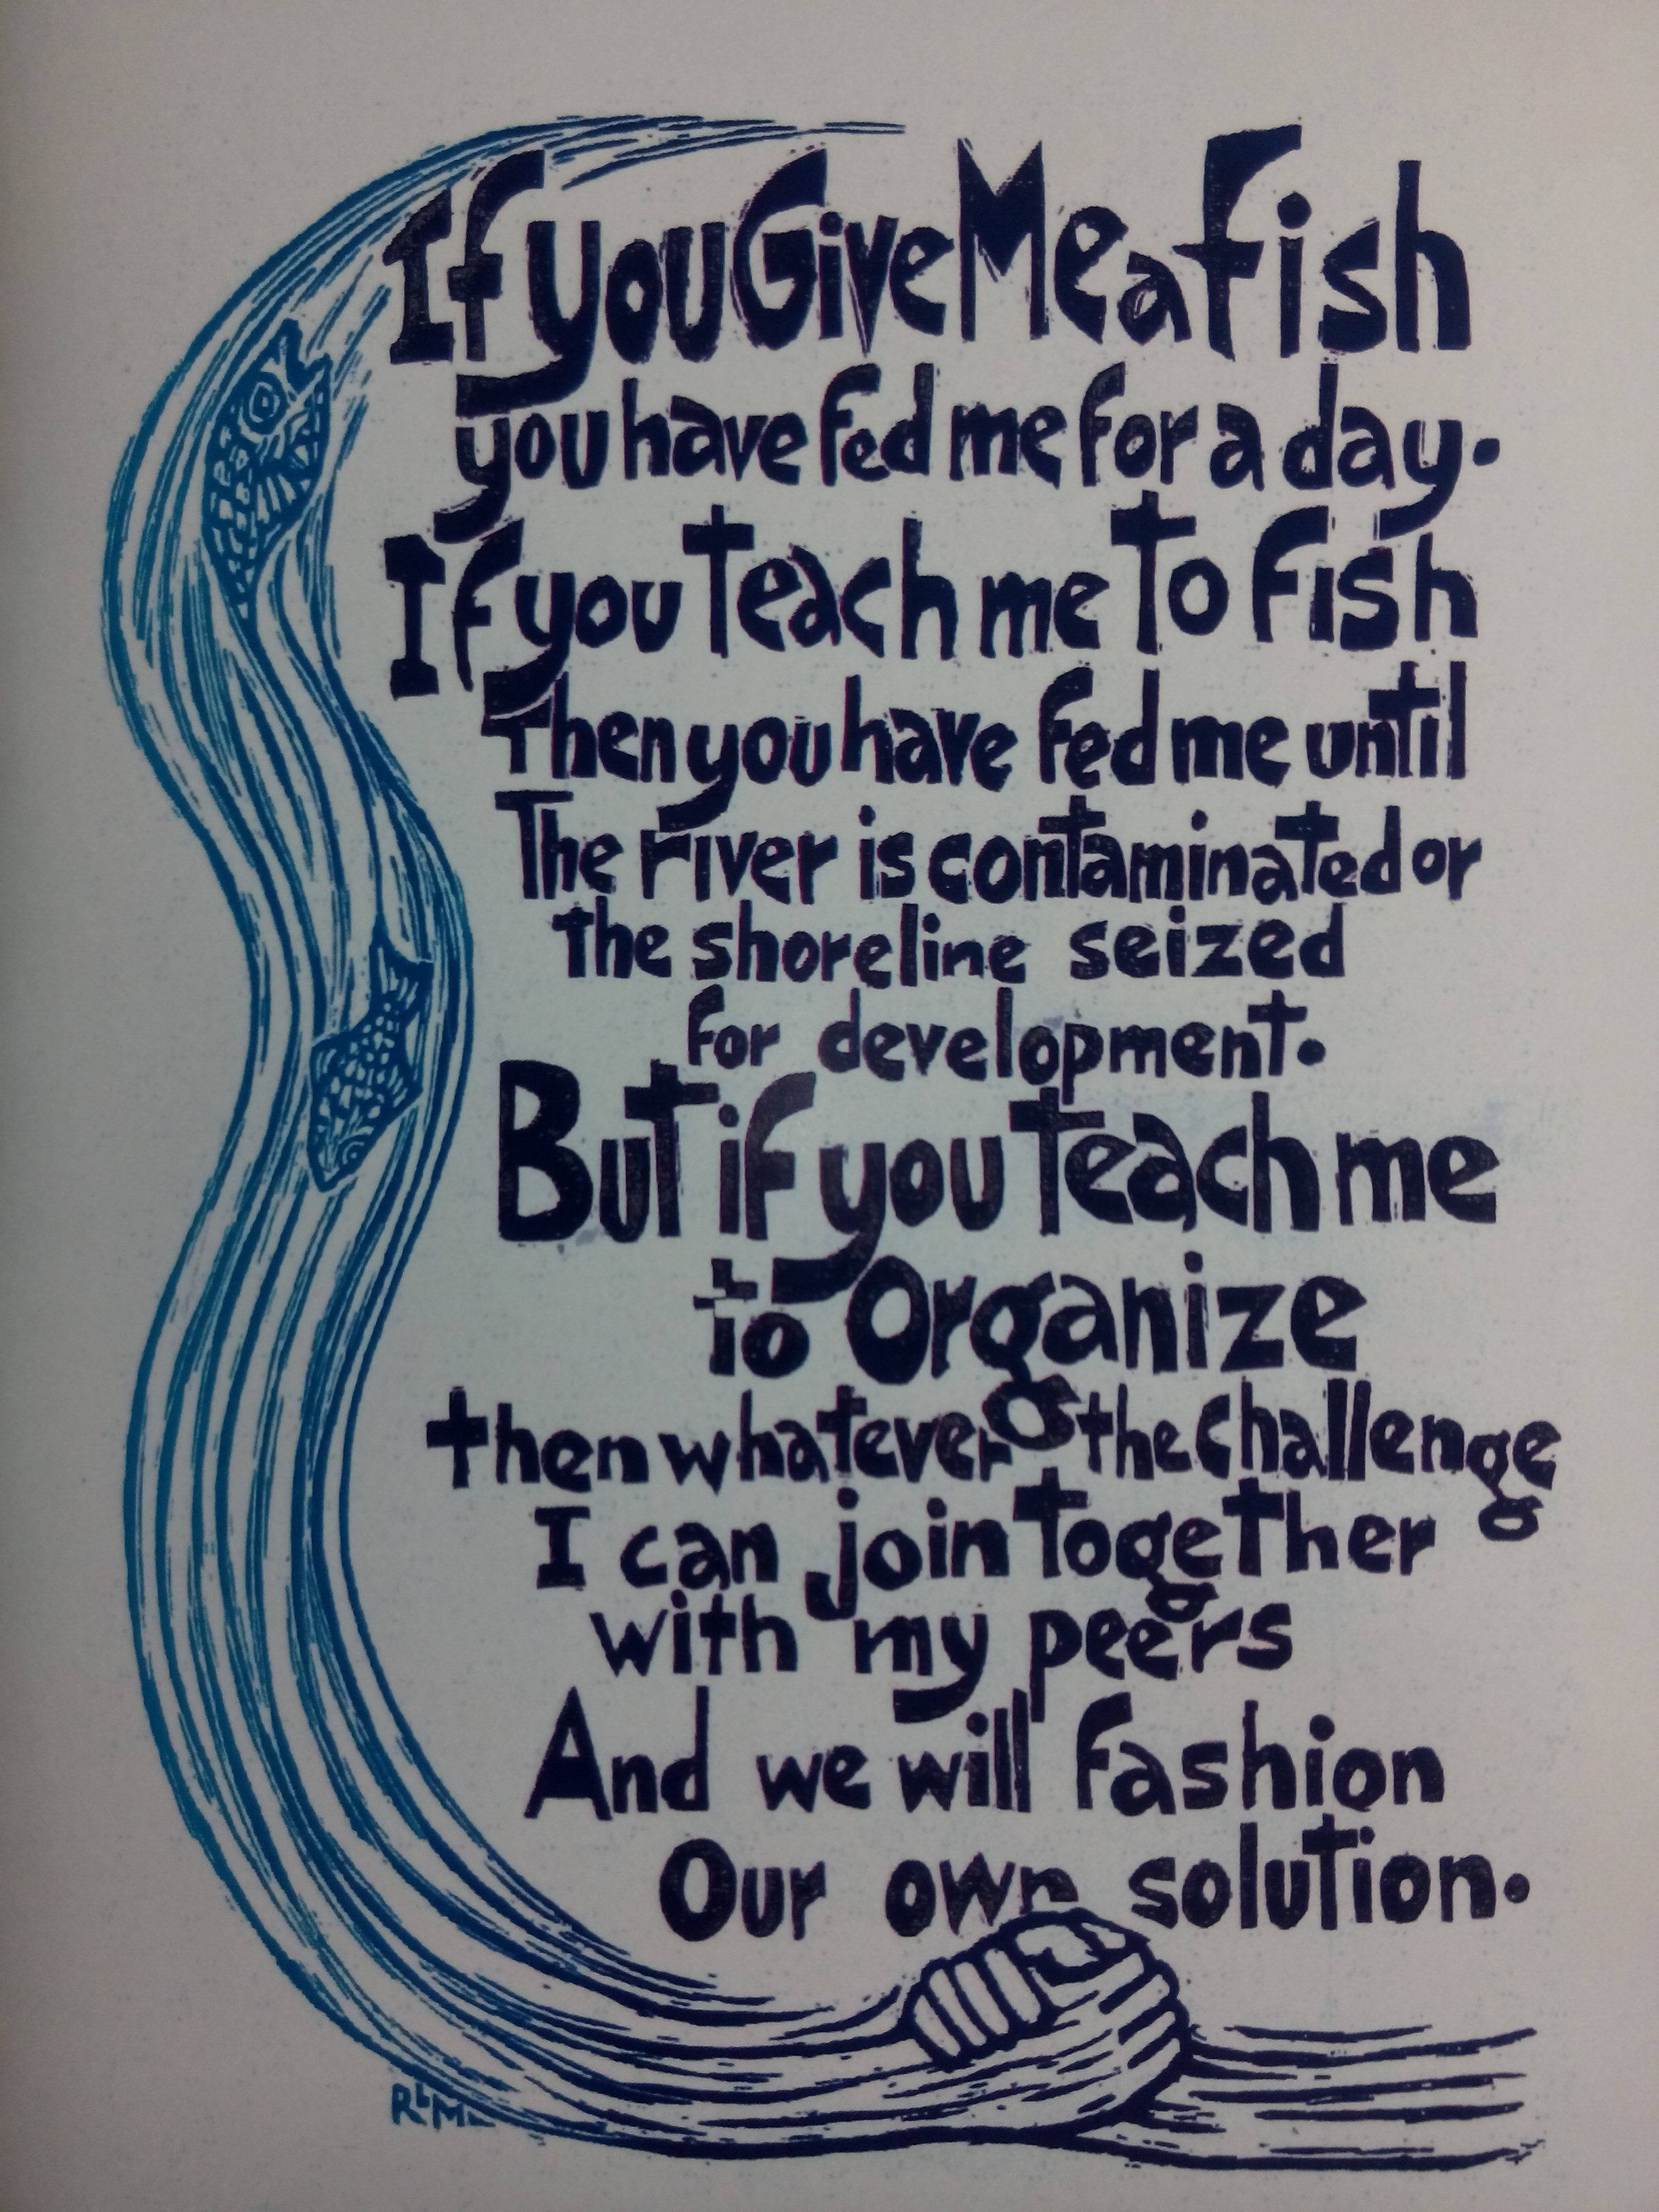 If you Give Me a fish
you have fed me for a day.
If you teach me to fish
Then you have fed me until
The river is contaminated or
the shoreline seized
for development.
But if you teach me
to Organize
then whatever the challenge
I can join together
with my peers
And we will fashion
Our own solution.
RLM